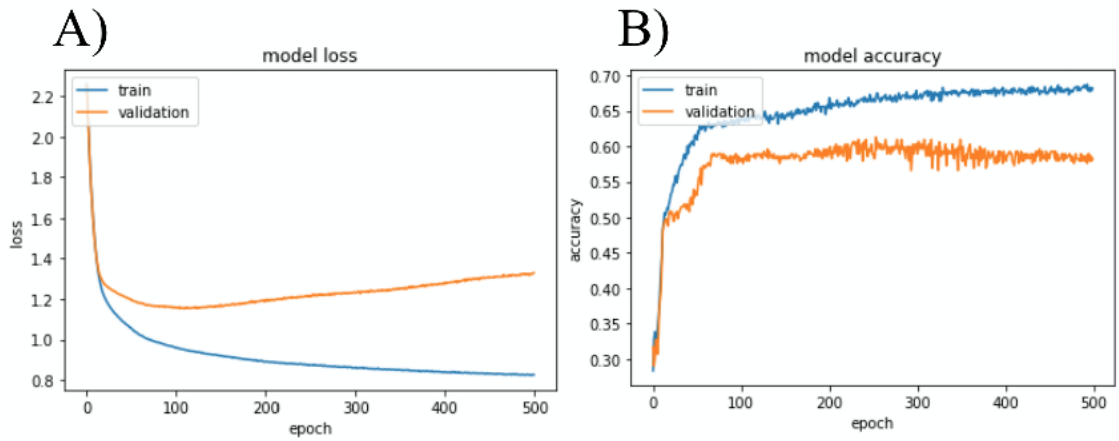 A)
model loss
train
validation
2.2
2.0
1.8
1.6
1.4
1.2
1.0
0.8
loss
0 100 200 300 400 500
epoch
B)
model accuracy
train
validation
0.70
0.65
0.60
0.55
0.50
0.45
0.40
0.35
0.30
accuracy
0 100 200 300 400 500
epoch